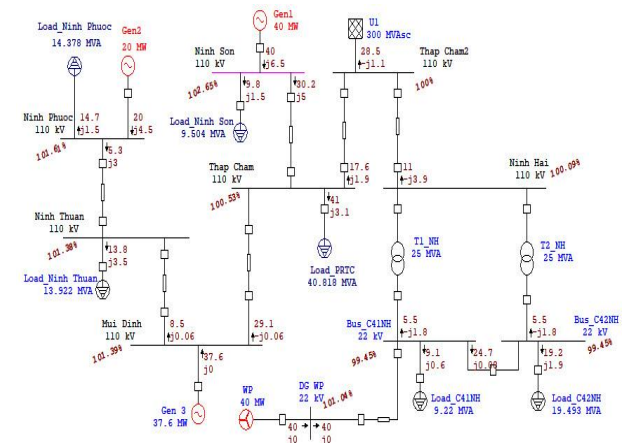 Load_Ninh Phuoc
14.378 MVA
Gen2
20 MW
Gen1
40 MW
U1
300 MVAsc
Ninh Son
110 kV
40
j6.5
28.5
-j1.1
Thap Cham2
110 kV
102.65%
9.8
j1.5
30.2
j5
100%
Load_Ninh Son
9.504 MVA
Ninh Phuoc
110 kV
14.7
j1.5
20
j4.5
101.61%
5.3
j3
Thap Cham
110 kV
17.6
j1.9
11
-j3.9
Ninh Hai
110 kV
100.09%
100.53%
41
j3.1
Ninh Thuan
110 kV
101.38%
13.8
j3.5
Load_Ninh Thuan
13.922 MVA
Load_PRTC
40.818 MVA
T1_NH
25 MVA
T2_NH
25 MVA
Mui Dinh
110 kV
8.5
j0.06
29.1
-j0.06
101.39%
37.6
j0
Bus_C41NH
22 kV
5.5
-j1.8
5.5
-j1.8
Bus_C42NH
22 kV
99.45%
9.1
j0.6
24.7
19.2
j1.9
99.45%
Gen 3
37.6 MW
WP
40 MW
DG WP
22 kV
101.04%
40
j0
40
j0
Load_C41NH
9.22 MVA
Load_C42NH
19.493 MVA